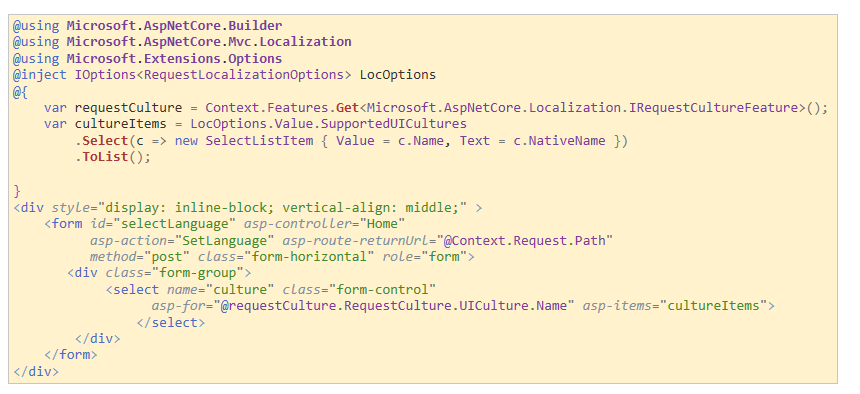 @using Microsoft.AspNetCore.Builder
@using Microsoft.AspNetCore.Mvc.Localization
@using Microsoft.Extensions.Options
@inject IOptions<RequestLocalizationOptions> LocOptions
@{
    var requestCulture = Context.Features.Get<Microsoft.AspNetCore.Localization.IRequestCultureFeature>();
    var cultureItems = LocOptions.Value.SupportedUICultures
        .Select(c => new SelectListItem { Value = c.Name, Text = c.NativeName })
        .ToList();

}
<div style="display: inline-block; vertical-align: middle;" >
    <form id="selectLanguage" asp-controller="Home"
          asp-action="SetLanguage" asp-route-returnUrl="@Context.Request.Path"
          method="post" class="form-horizontal" role="form">
       <div class="form-group">
            <select name="culture" class="form-control"
                  asp-for="@requestCulture.RequestCulture.UICulture.Name" asp-items="cultureItems">
                </select>
        </div>
    </form>
</div>